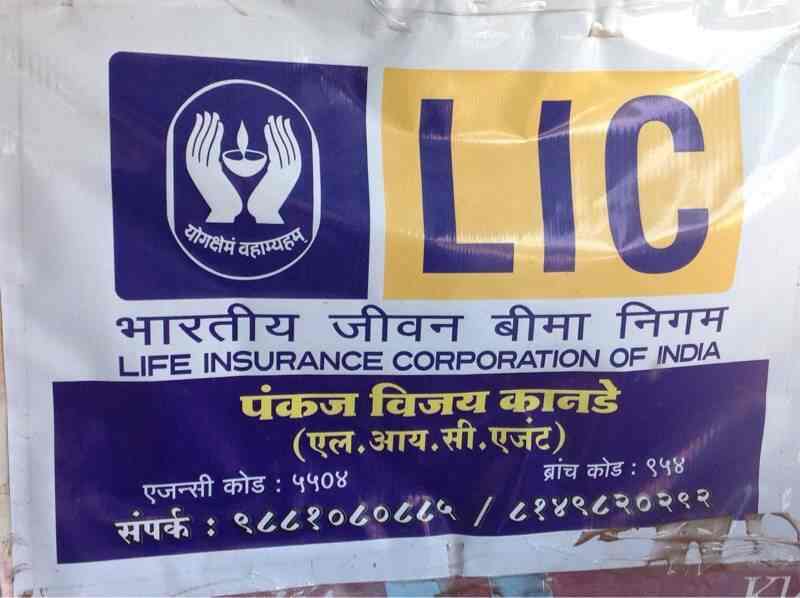 LIC
योगक्षेमं वहाम्यहम्
भारतीय जीवन बीमा निगम
LIFE INSURANCE CORPORATION OF INDIA
पंकज विजय कानडे
(एल.आय.सी.एजंट)
एजन्सी कोड : ५५०४ ब्रांच कोड : ९५४
संपर्क : ९८८१०८०८८५ / ८१४९८२०२९२